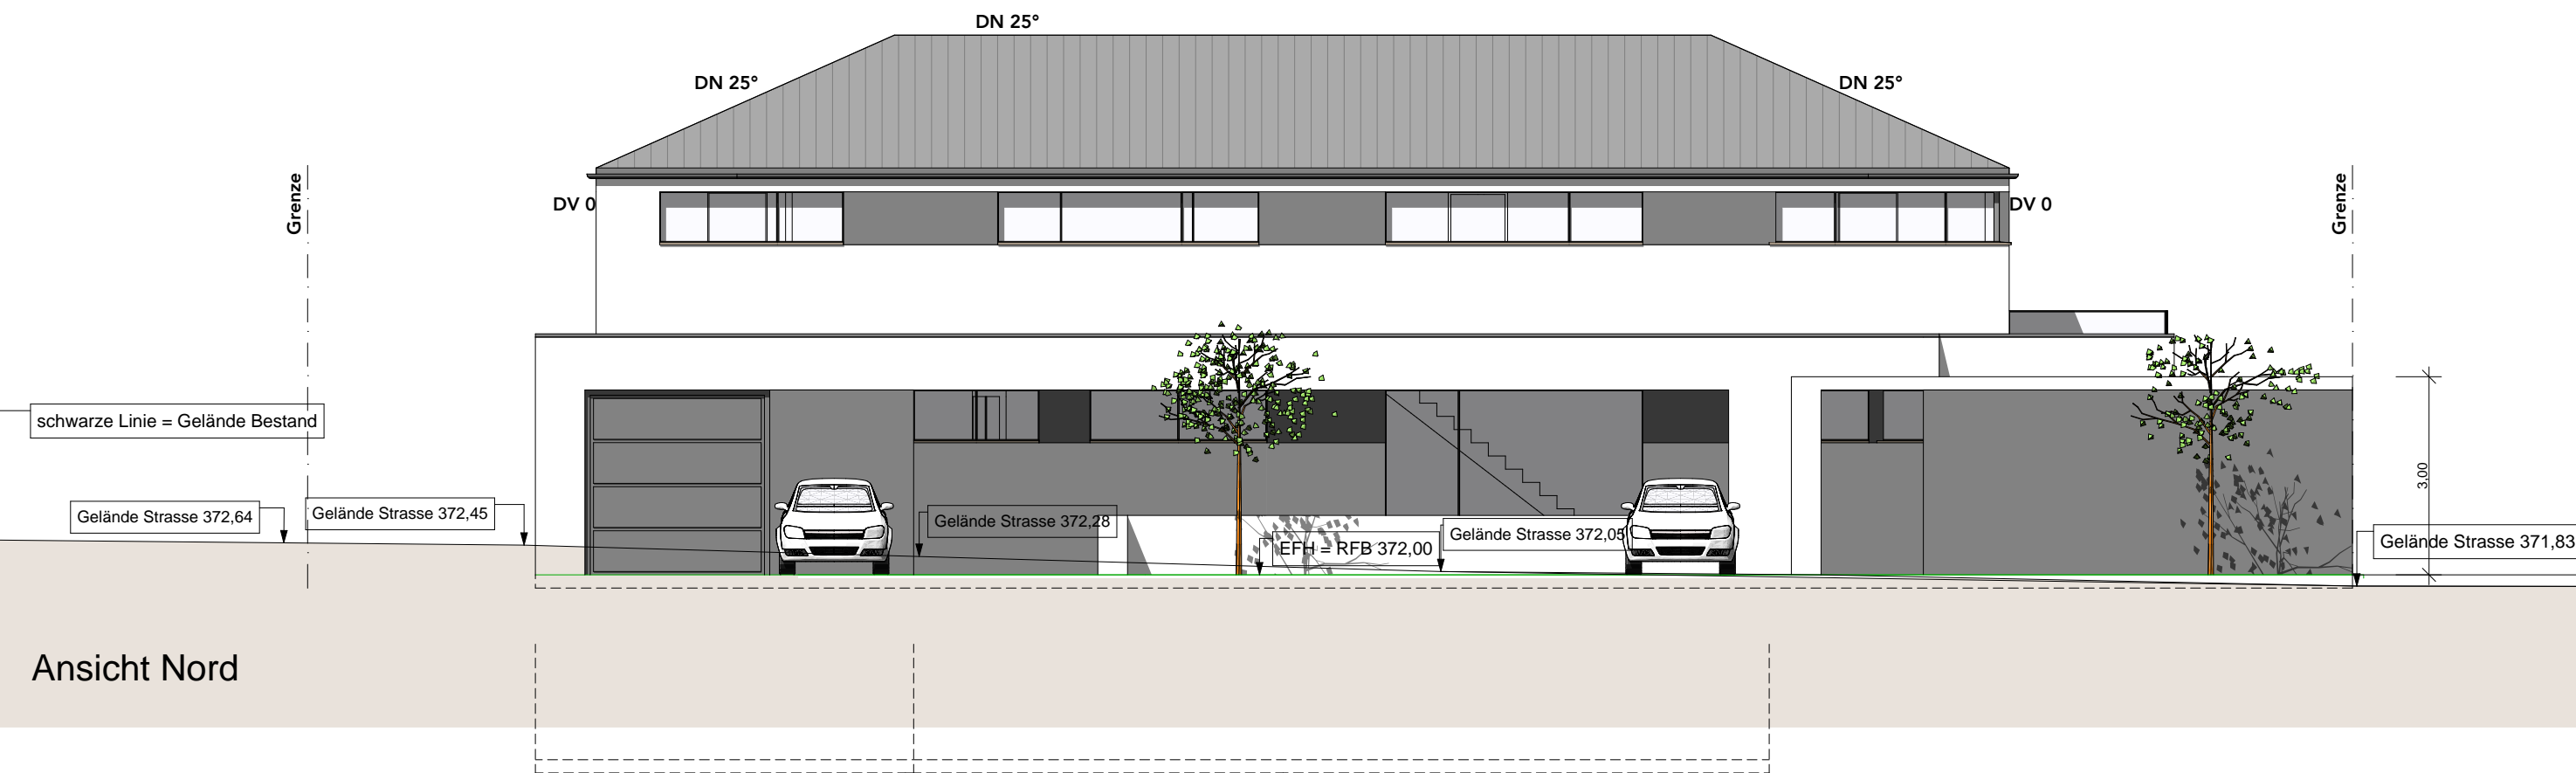 DN 25°
DN 25°
DN 25°
Grenze
Grenze
DV 0
DV 0
schwarze Linie = Gelände Bestand
3,00
Gelände Strasse 372,64
Gelände Strasse 372,45
Gelände Strasse 372,28
EFH = RFB 372,00
Gelände Strasse 372,05
Gelände Strasse 371,83
Ansicht Nord